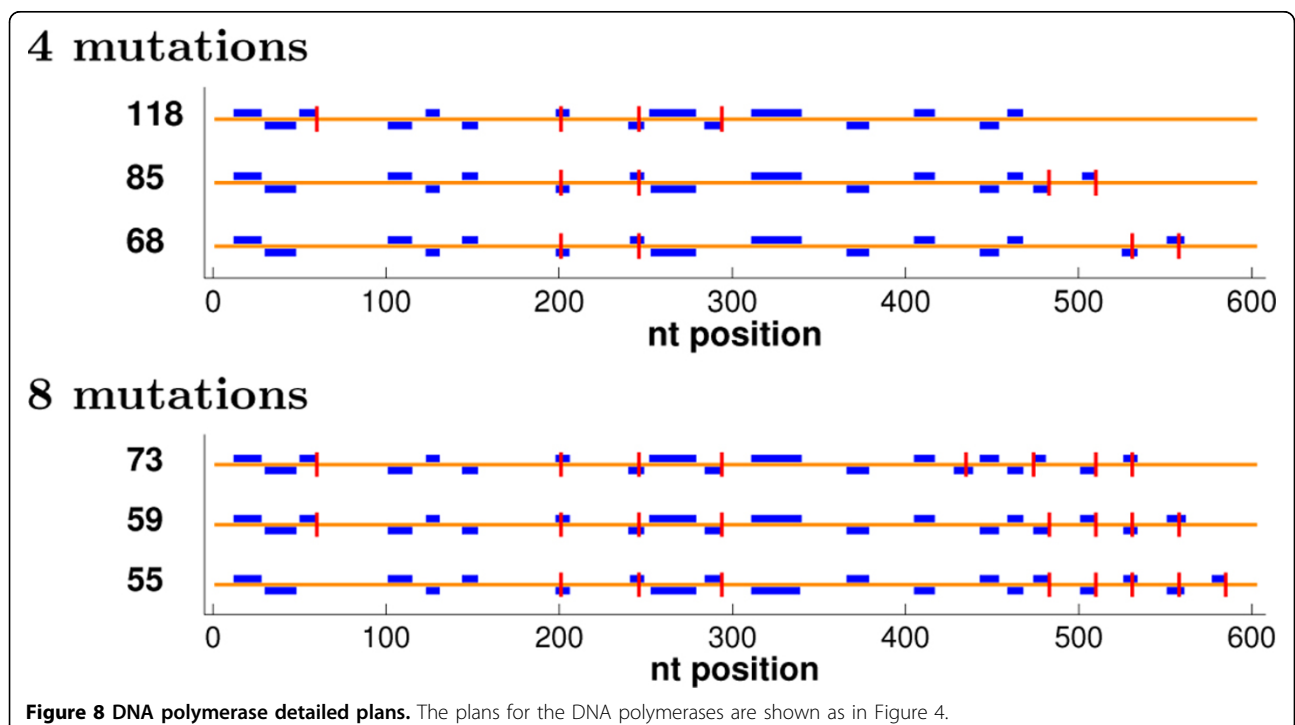 4 mutations
118
85
68
0 100 200 300 400 500 600
nt position
8 mutations
73
59
55
0 100 200 300 400 500 600
nt position
Figure 8 DNA polymerase detailed plans. The plans for the DNA polymerases are shown as in Figure 4.